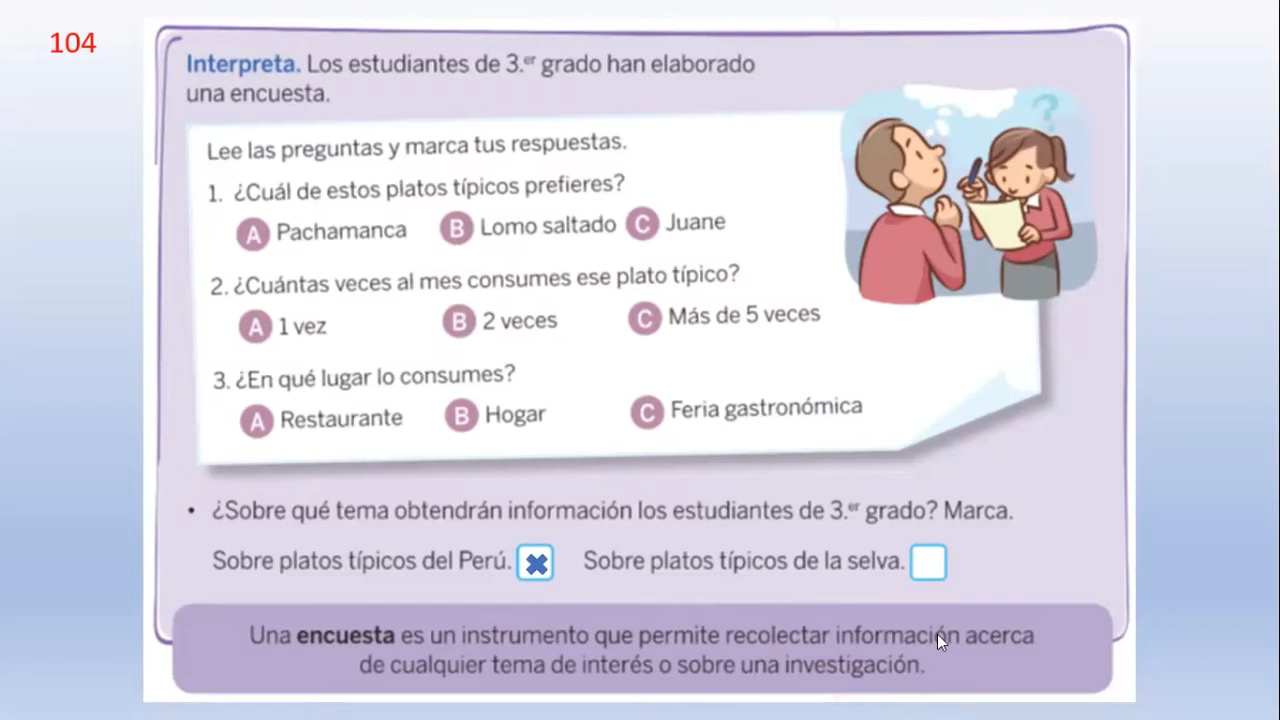 104
Interpreta. Los estudiantes de 3.er grado han elaborado
una encuesta.
Lee las preguntas y marca tus respuestas.
1. ¿Cuál de estos platos típicos prefieres?
A Pachamanca B Lomo saltado C Juane
2. ¿Cuántas veces al mes consumes ese plato típico?
A 1 vez B 2 veces C Más de 5 veces
3. ¿En qué lugar lo consumes?
A Restaurante B Hogar C Feria gastronómica
?
• ¿Sobre qué tema obtendrán información los estudiantes de 3.er grado? Marca.
Sobre platos típicos del Perú. ✖ Sobre platos típicos de la selva.
Una encuesta es un instrumento que permite recolectar información acerca
de cualquier tema de interés o sobre una investigación.